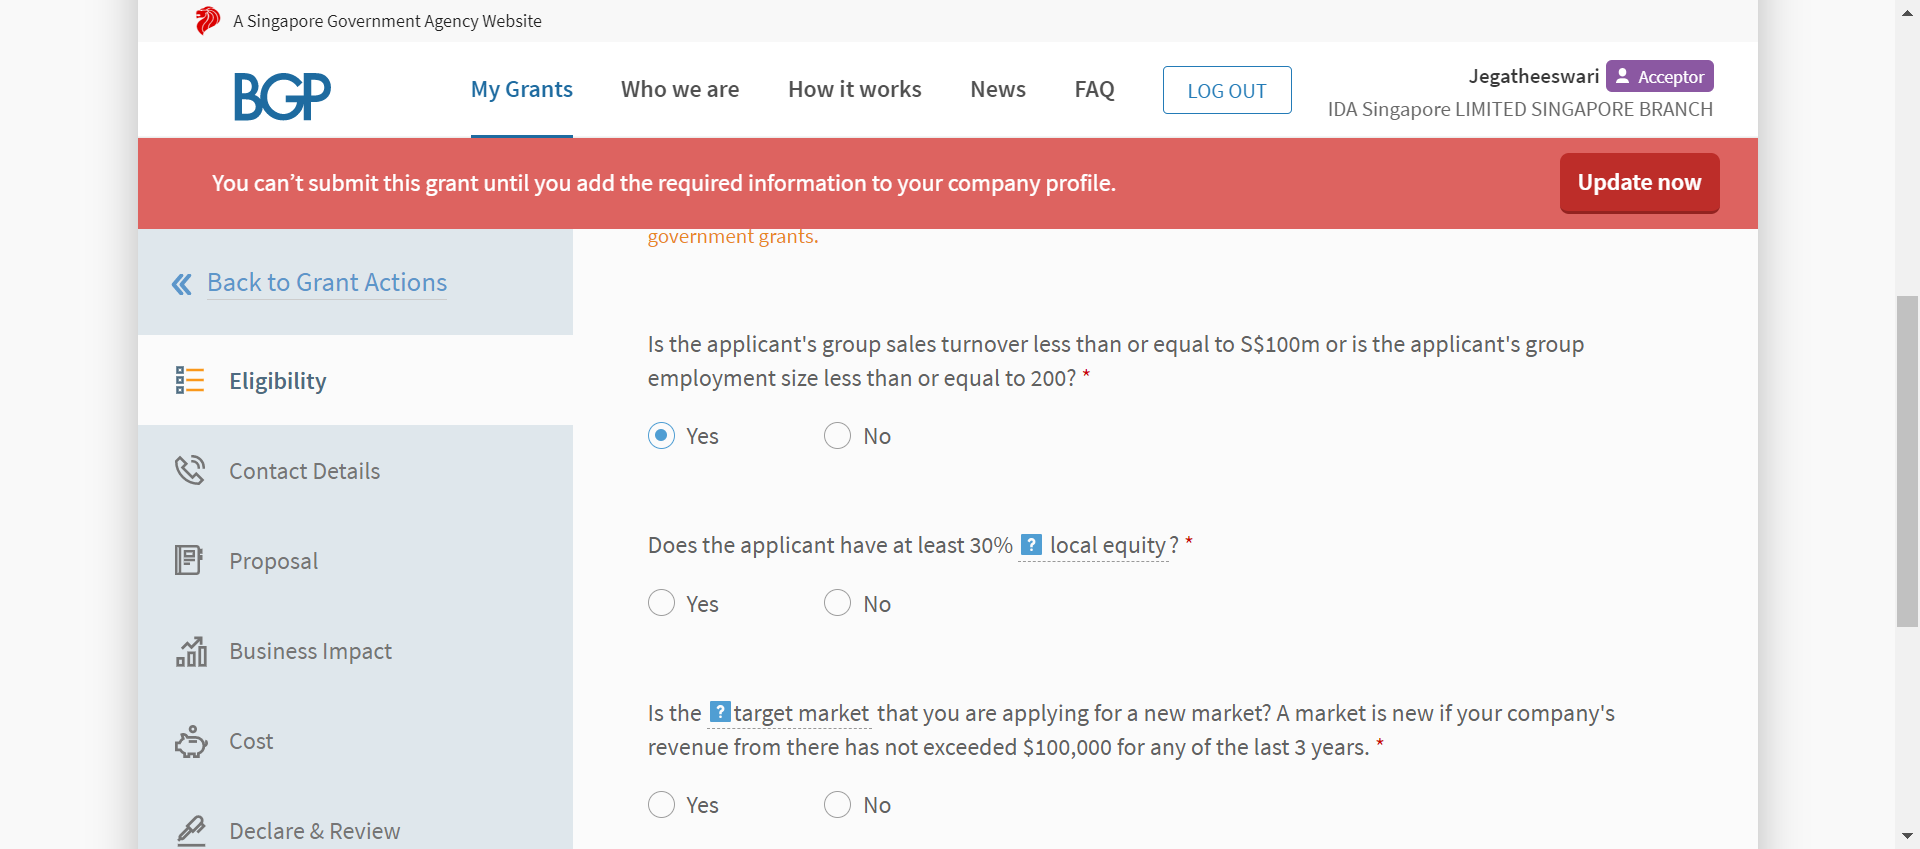 A Singapore Government Agency Website
BGP
My Grants
Who we are
How it works
News
FAQ
LOG OUT
Jegatheeswari
Acceptor
IDA Singapore LIMITED SINGAPORE BRANCH
You can’t submit this grant until you add the required information to your company profile.
Update now
government grants.
Back to Grant Actions
Eligibility
Contact Details
Proposal
Business Impact
Cost
Declare & Review
Is the applicant's group sales turnover less than or equal to S$100m or is the applicant's group
employment size less than or equal to 200? *
Yes
No
Does the applicant have at least 30% ? local equity? *
Yes
No
Is the ? target market that you are applying for a new market? A market is new if your company's
revenue from there has not exceeded $100,000 for any of the last 3 years. *
Yes
No